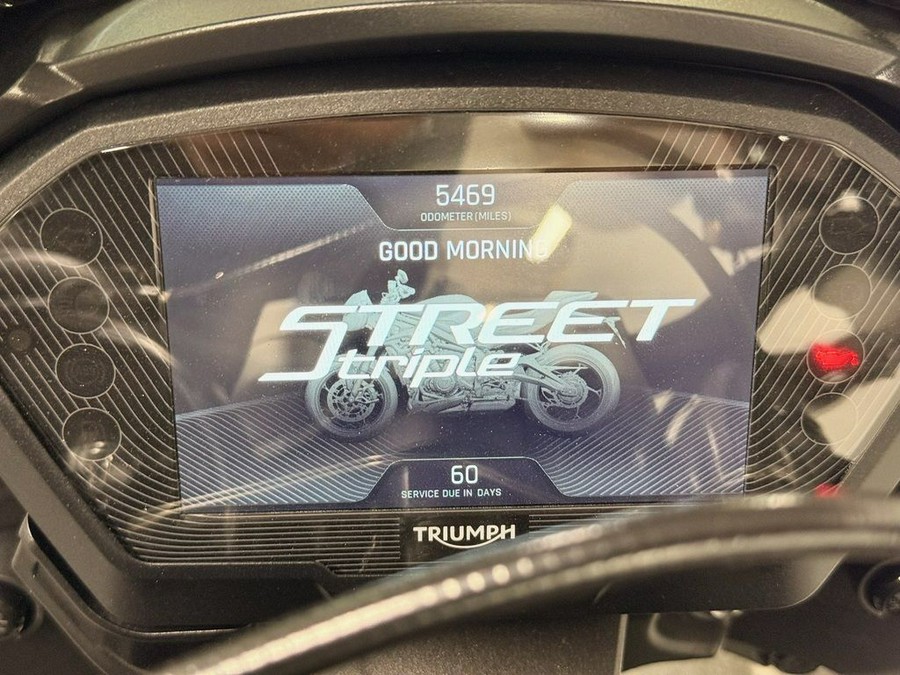 5469
ODOMETER (MILES)
GOOD MORNING
STREET
triple
60
SERVICE DUE IN DAYS
TRIUMPH